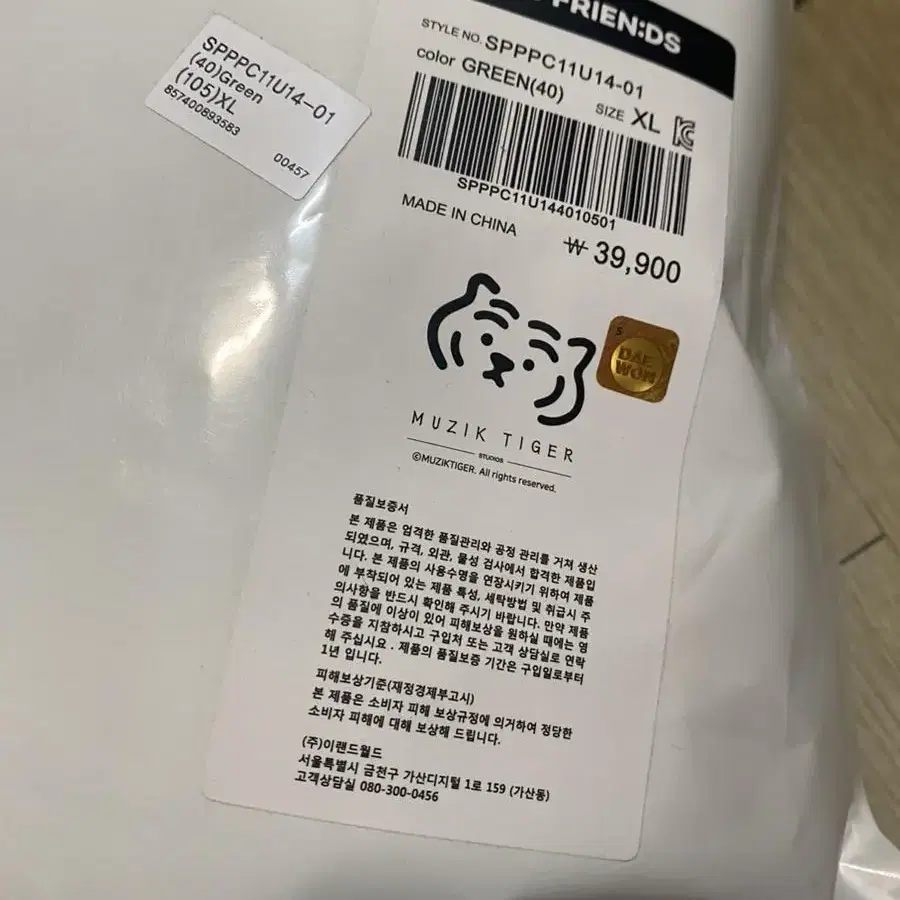 SPPPC11U14-01
(40)Green
(105)XL
857400893583
00457
FRIEN:DS
STYLE NO. SPPPC11U14-01
color GREEN(40)
SIZE XL
SPPPC11U144010501
MADE IN CHINA
₩ 39,900
DAE
WON
MUZIK TIGER
STUDIOS
©MUZIKTIGER. All rights reserved.
품질보증서
본 제품은 엄격한 품질관리와 공정 관리를 거쳐 생산
되였으며, 규격, 외관, 물성 검사에서 합격한 제품입
니다. 본 제품의 사용수명을 연장시키기 위하여 제품
에 부착되어 있는 제품 특성, 세탁방법 및 취급시 주
의사항을 반드시 확인해 주시기 바랍니다. 만약 제품
의 품질에 이상이 있어 피해보상을 원하실 때에는 영
수증을 지참하시고 구입처 또는 고객 상담실로 연락
해 주십시요. 제품의 품질보증 기간은 구입일로부터
1년 입니다.
피해보상기준(재정경제부고시)
본 제품은 소비자 피해 보상규정에 의거하여 정당한
소비자 피해에 대해 보상해 드립니다.
(주)이랜드월드
서울특별시 금천구 가산디지털 1로 159 (가산동)
고객상담실 080-300-0456